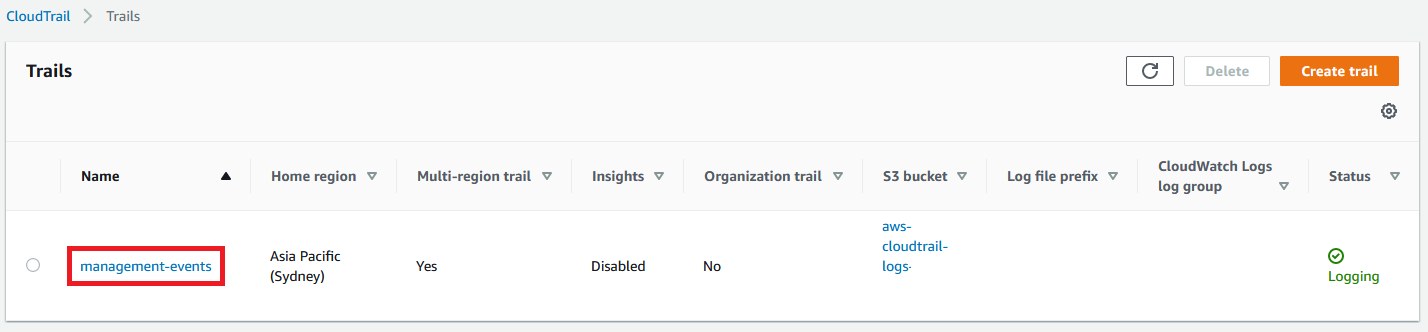 CloudTrail > Trails
Trails
Delete
Create trail
Name
Home region
Multi-region trail
Insights
Organization trail
S3 bucket
Log file prefix
CloudWatch Logs
log group
Status
management-events
Asia Pacific
(Sydney)
Yes
Disabled
No
aws-
cloudtrail-
logs-
Logging